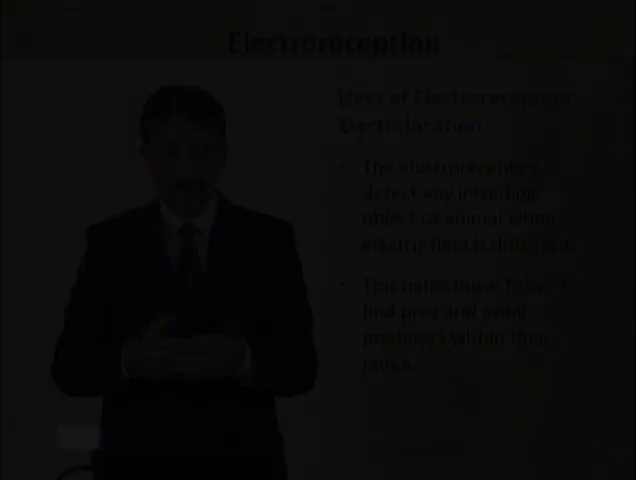 Electroreception
Uses of Electroreception
Electrolocation
• The electroreceptors
detect any intruding
object or animal when
electric field is distorted
• This helps these fishes to
find prey and avoid
predators within their
range.